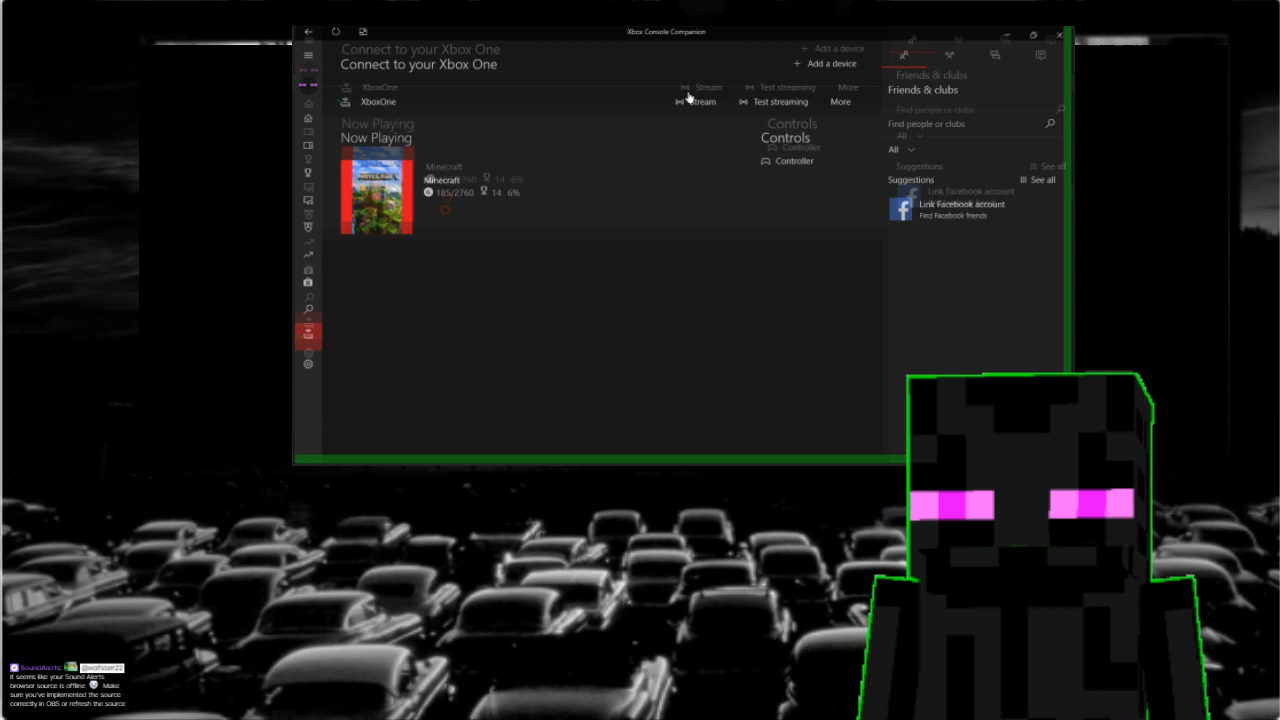 Xbox Console Companion
Connect to your Xbox One
+ Add a device
Connect to your Xbox One
+ Add a device
XboxOne Stream Test streaming More
XboxOne Stream Test streaming More
Now Playing
Controls
Now Playing
Controls
Controller
Controller
Minecraft
Minecraft 14 6%
185/2760 14 6%
Friends & clubs
Friends & clubs
Find people or clubs
Find people or clubs
All
All
Suggestions See all
Suggestions See all
Link Facebook account
Link Facebook account
Find Facebook friends
SoundAlerts: @wolfstarr22
It seems like your Sound Alerts
browser source is offline Make
sure you've implemented the source
correctly in OBS or refresh the source